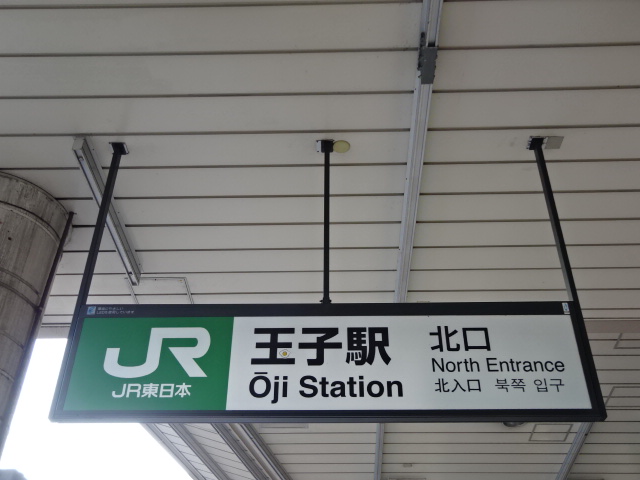 JR
JR東日本
王子駅
Ōji Station
北口
North Entrance
北入口 북쪽 입구